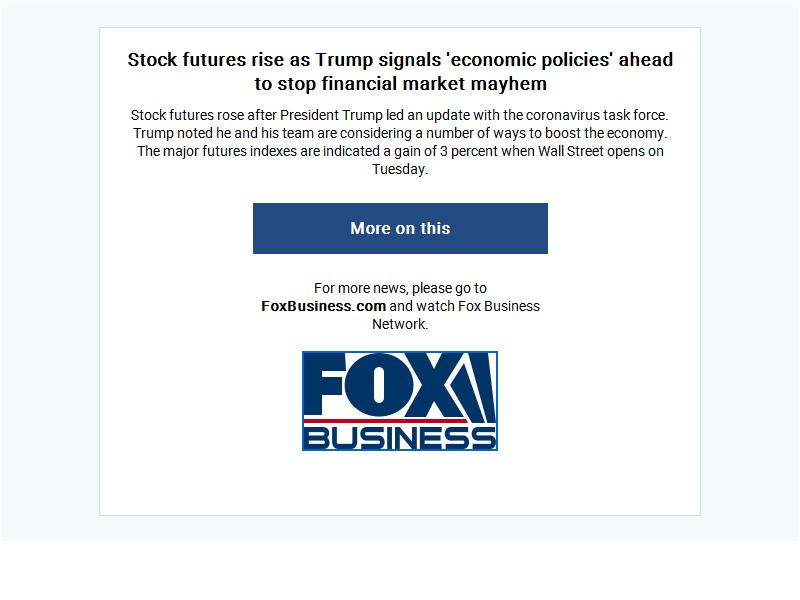 Stock futures rise as Trump signals 'economic policies' ahead
to stop financial market mayhem
Stock futures rose after President Trump led an update with the coronavirus task force.
Trump noted he and his team are considering a number of ways to boost the economy.
The major futures indexes are indicated a gain of 3 percent when Wall Street opens on
Tuesday.
More on this
For more news, please go to
FoxBusiness.com and watch Fox Business
Network.
FOX
BUSINESS